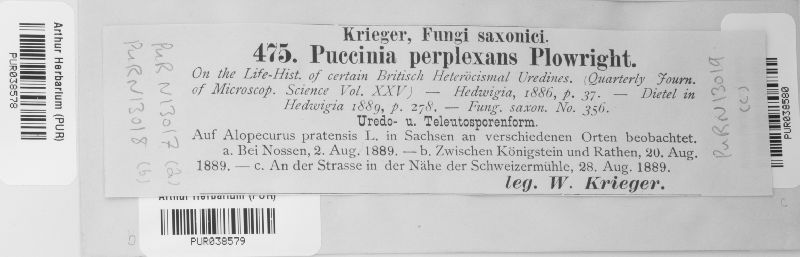 Krieger, Fungi saxonici.
475. Puccinia perplexans Plowright.
On the Life-Hist. of certain Britisch Heteröcismal Uredines. (Quarterly Journ.
of Microscop. Science Vol. XXV) — Hedwigia, 1886, p. 37. — Dietel in
Hedwigia 1889, p. 278. — Fung. saxon. No. 356.
Uredo- u. Teleutosporenform.
Auf Alopecurus pratensis L. in Sachsen an verschiedenen Orten beobachtet.
a. Bei Nossen, 2. Aug. 1889. — b. Zwischen Königstein und Rathen, 20. Aug.
1889. — c. An der Strasse in der Nähe der Schweizermühle, 28. Aug. 1889.
leg. W. Krieger.
PUR N13018 (b)
PUR N13017 (a)
PUR N13019 (c)
Arthur Herbarium (PUR)
PUR038578
Arthur Herbarium (PUR)
PUR038579
PUR038580